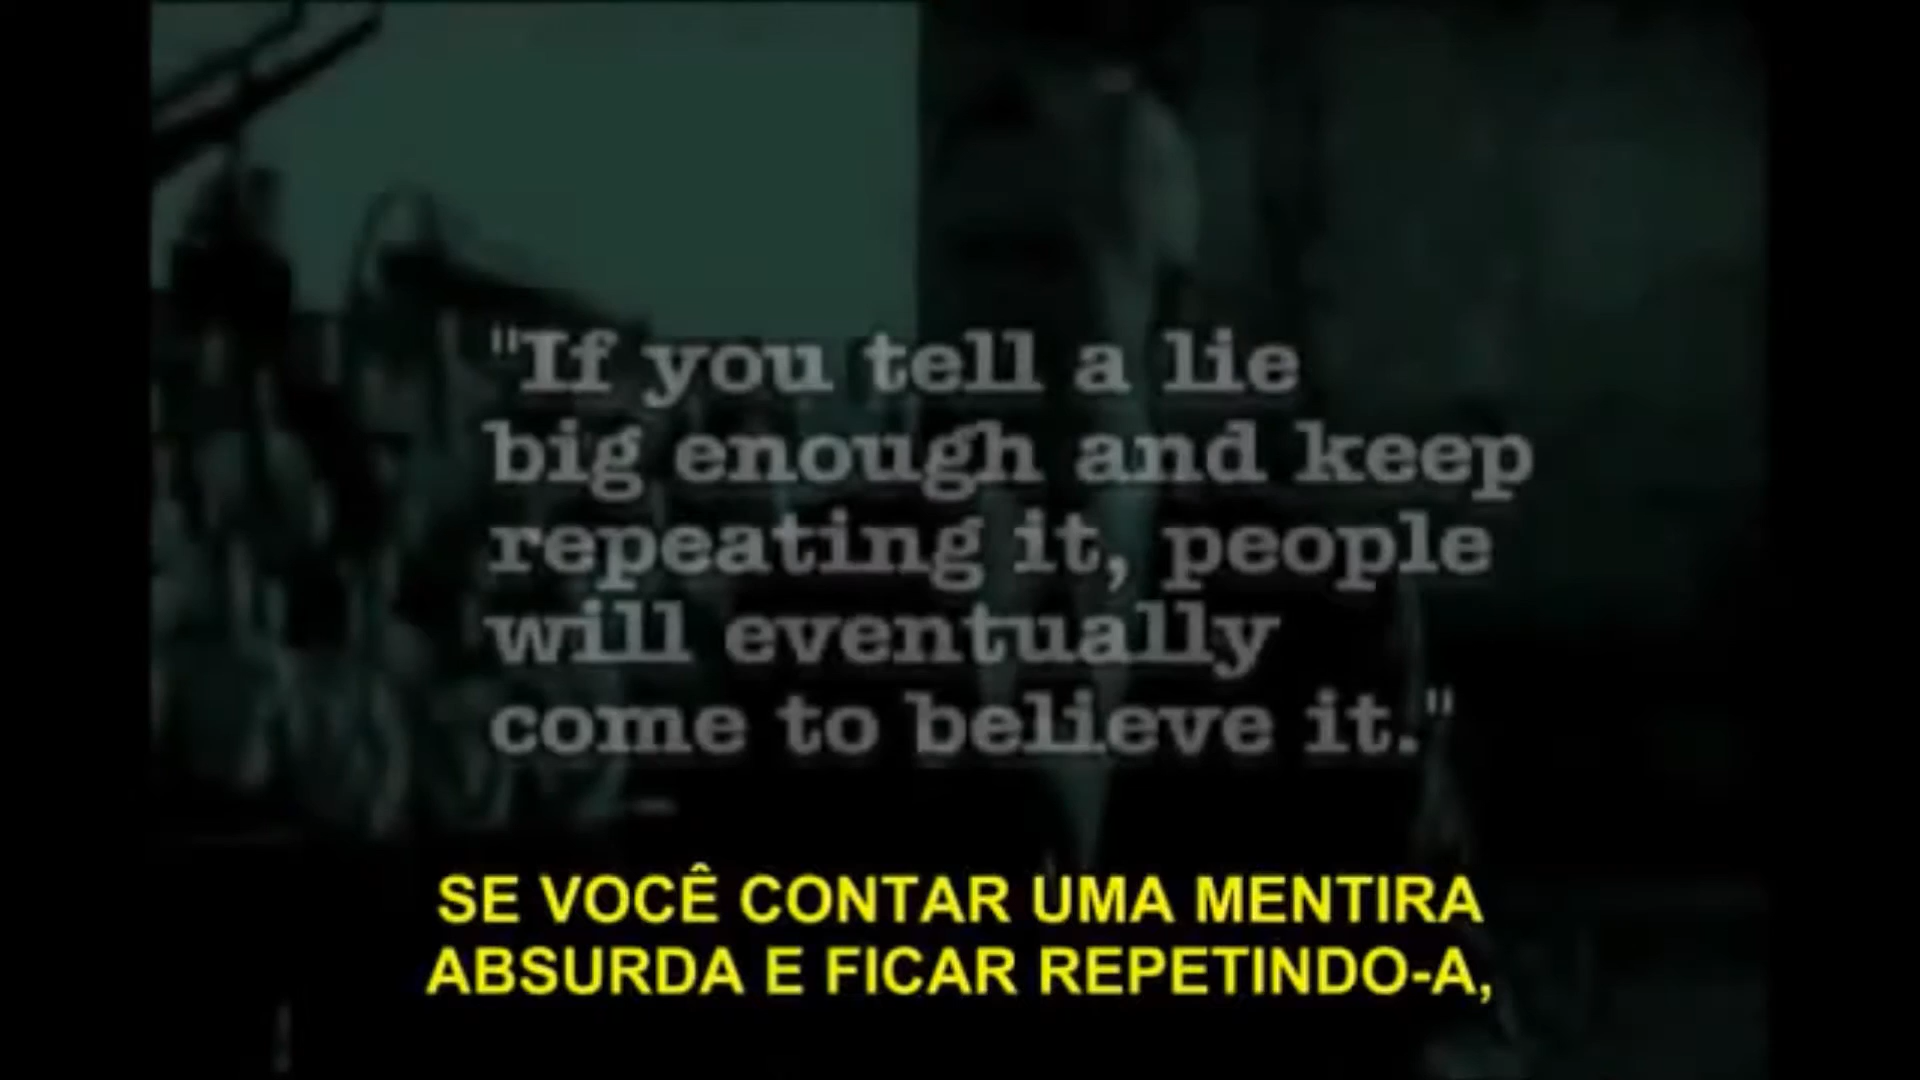 "If you tell a lie
big enough and keep
repeating it, people
will eventually
come to believe it."
SE VOCÊ CONTAR UMA MENTIRA
ABSURDA E FICAR REPETINDO-A,